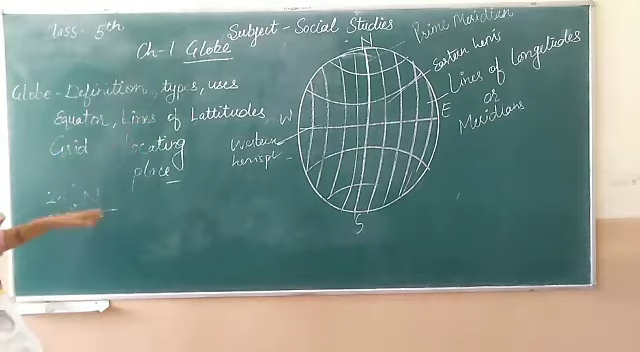 Class - 5th
Subject - Social Studies
Ch-1 Globe
Globe - Definition, types, uses
Equator, Lines of Lattitudes
Grid locating
place
N
W
E
S
Prime Meridian
Eastern hemis
Lines of longitudes
or
Meridians
Western
hemisph -